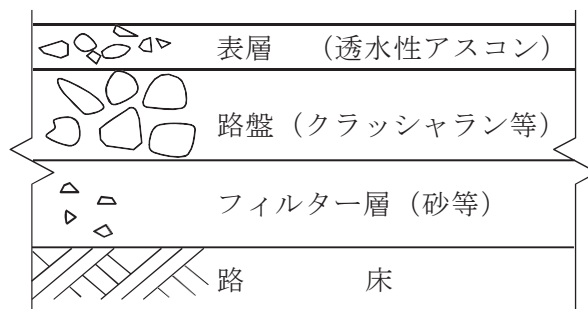 表層　（透水性アスコン）
路盤（クラッシャラン等）
フィルター層（砂等）
路　　　床